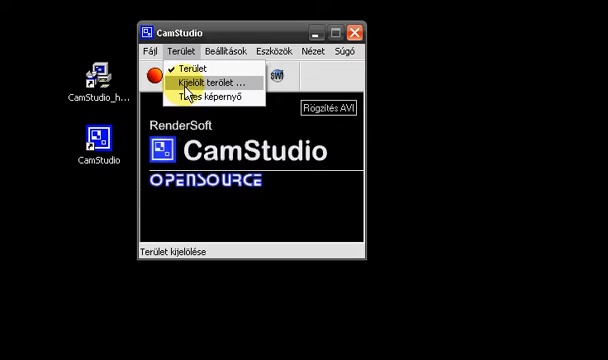 CamStudio
Fájl Terület Beállítások Eszközök Nézet Súgó
Terület
Kijelölt terölet ...
Teljes képernyő
CamStudio_h...
Rögzítés AVI
RenderSoft
CamStudio
OPENSOURCE
CamStudio
Terület kijelölése